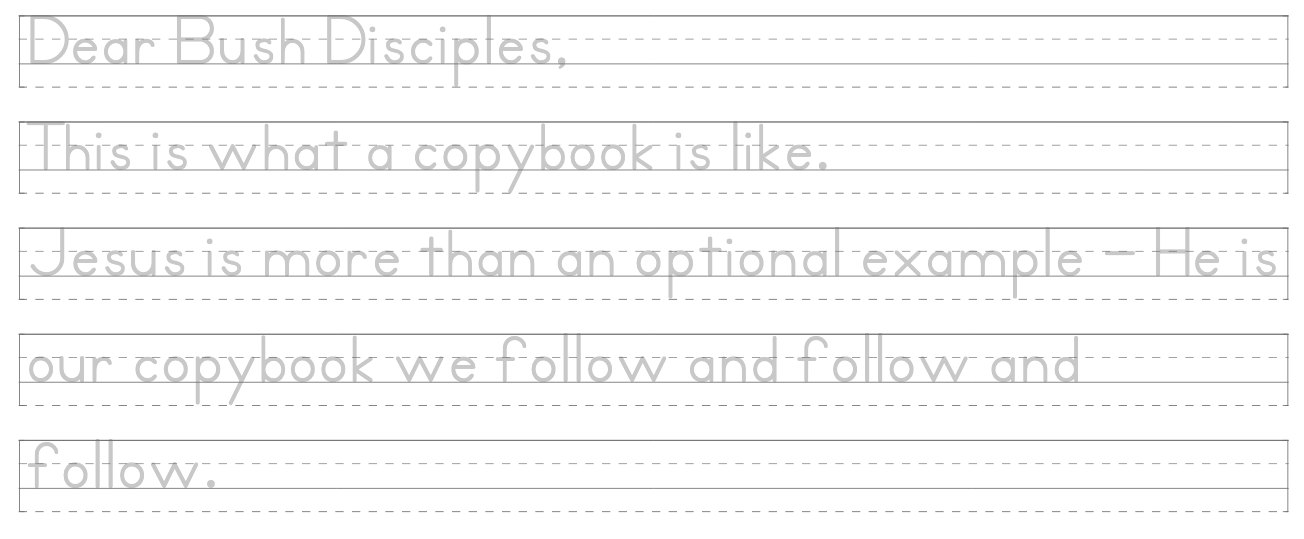 Dear Bush Disciples,
This is what a copybook is like.
Jesus is more than an optional example – He is
our copybook we follow and follow and
follow.